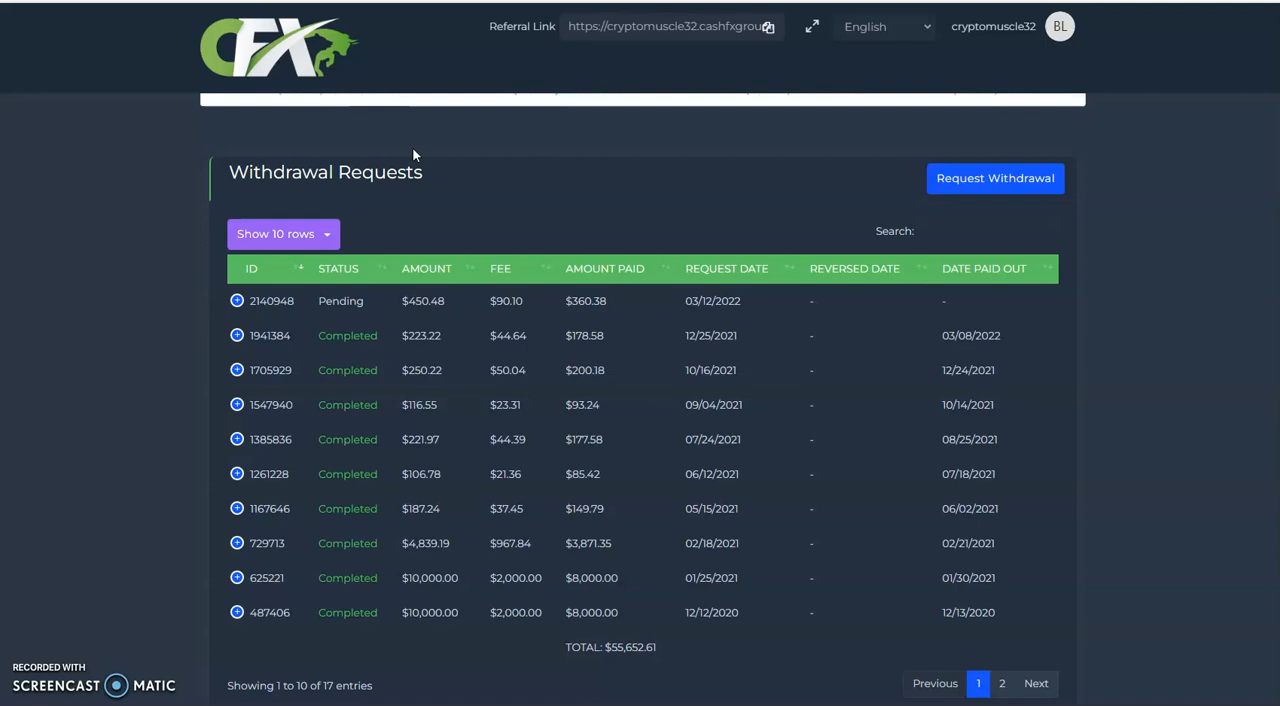 CFX Referral Link https://cryptomuscle32.cashfxgrou English cryptomuscle32 BL
Withdrawal Requests Request Withdrawal
Show 10 rows Search:
ID STATUS AMOUNT FEE AMOUNT PAID REQUEST DATE REVERSED DATE DATE PAID OUT
2140948 Pending $450.48 $90.10 $360.38 03/12/2022 - -
1941384 Completed $223.22 $44.64 $178.58 12/25/2021 - 03/08/2022
1705929 Completed $250.22 $50.04 $200.18 10/16/2021 - 12/24/2021
1547940 Completed $116.55 $23.31 $93.24 09/04/2021 - 10/14/2021
1385836 Completed $221.97 $44.39 $177.58 07/24/2021 - 08/25/2021
1261228 Completed $106.78 $21.36 $85.42 06/12/2021 - 07/18/2021
1167646 Completed $187.24 $37.45 $149.79 05/15/2021 - 06/02/2021
729713 Completed $4,839.19 $967.84 $3,871.35 02/18/2021 - 02/21/2021
625221 Completed $10,000.00 $2,000.00 $8,000.00 01/25/2021 - 01/30/2021
487406 Completed $10,000.00 $2,000.00 $8,000.00 12/12/2020 - 12/13/2020
TOTAL: $55,652.61
Showing 1 to 10 of 17 entries Previous 1 2 Next
RECORDED WITH
SCREENCAST MATIC